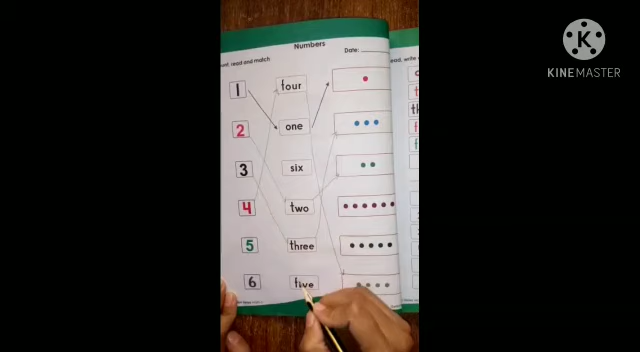 Numbers
Date:
read and match
ead, write
1 four
2 one
3 six
4 two
5 three
6 five
K
KINEMASTER